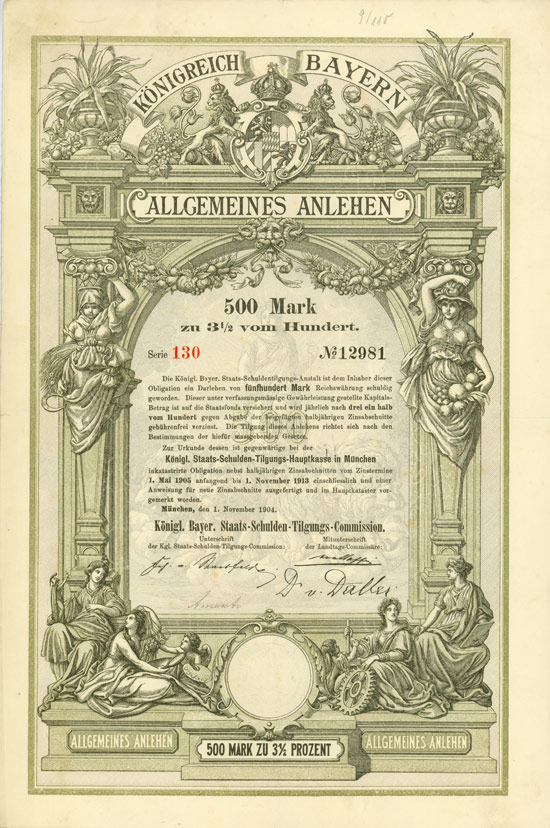 9/110
KÖNIGREICH BAYERN
ALLGEMEINES ANLEHEN
500 Mark
zu 3½ vom Hundert.
Serie 130 № 12981
Die Königl. Bayer. Staats-Schuldentilgungs-Anstalt ist dem Inhaber dieser
Obligation ein Darlehen von fünfhundert Mark Reichswährung schuldig
geworden. Dieser unter verfassungsmässige Gewährleistung gestellte Kapitals-
Betrag ist auf die Staatsfonds versichert und wird jährlich nach drei ein halb
vom Hundert gegen Abgabe der beigefügten halbjährigen Zinsabschnitte
gebührenfrei verzinst. Die Tilgung dieses Anlehens richtet sich nach den
Bestimmungen der hiefür massgebenden Gesetze.
Zur Urkunde dessen ist gegenwärtige bei der
Königl. Staats-Schulden-Tilgungs-Hauptkasse in München
inkatastrirte Obligation nebst halbjährigen Zinsabschnitten vom Zinstermine
1. Mai 1905 anfangend bis 1. November 1913 einschliesslich und einer
Anweisung für neue Zinsabschnitte ausgefertigt und im Hauptkataster vor-
gemerkt worden.
München, den 1. November 1904.
Königl. Bayer. Staats-Schulden-Tilgungs-Commission.
Unterschrift Mitunterschrift
der Kgl. Staats-Schulden-Tilgungs-Commission: der Landtags-Commissäre:
Dr. v. Daller
ALLGEMEINES ANLEHEN
500 MARK ZU 3½ PROZENT
ALLGEMEINES ANLEHEN